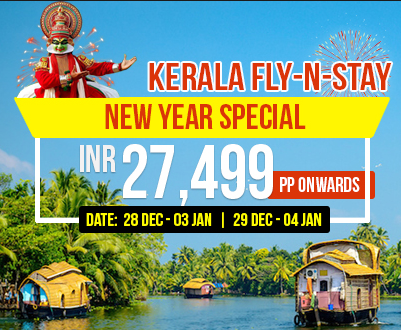 KERALA FLY-N-STAY
NEW YEAR SPECIAL
INR 27,499 PP ONWARDS
DATE: 28 DEC - 03 JAN | 29 DEC - 04 JAN